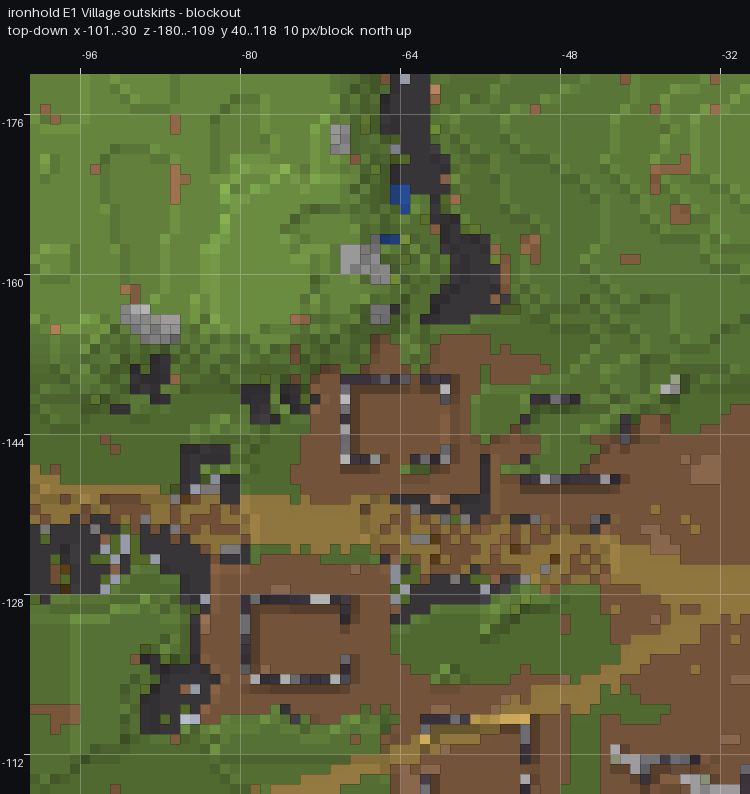 ironhold E1 Village outskirts - blockout
top-down x -101..-30 z -180..-109 y 40..118 10 px/block north up
-96 -80 -64 -48 -32
-176
-160
-144
-128
-112